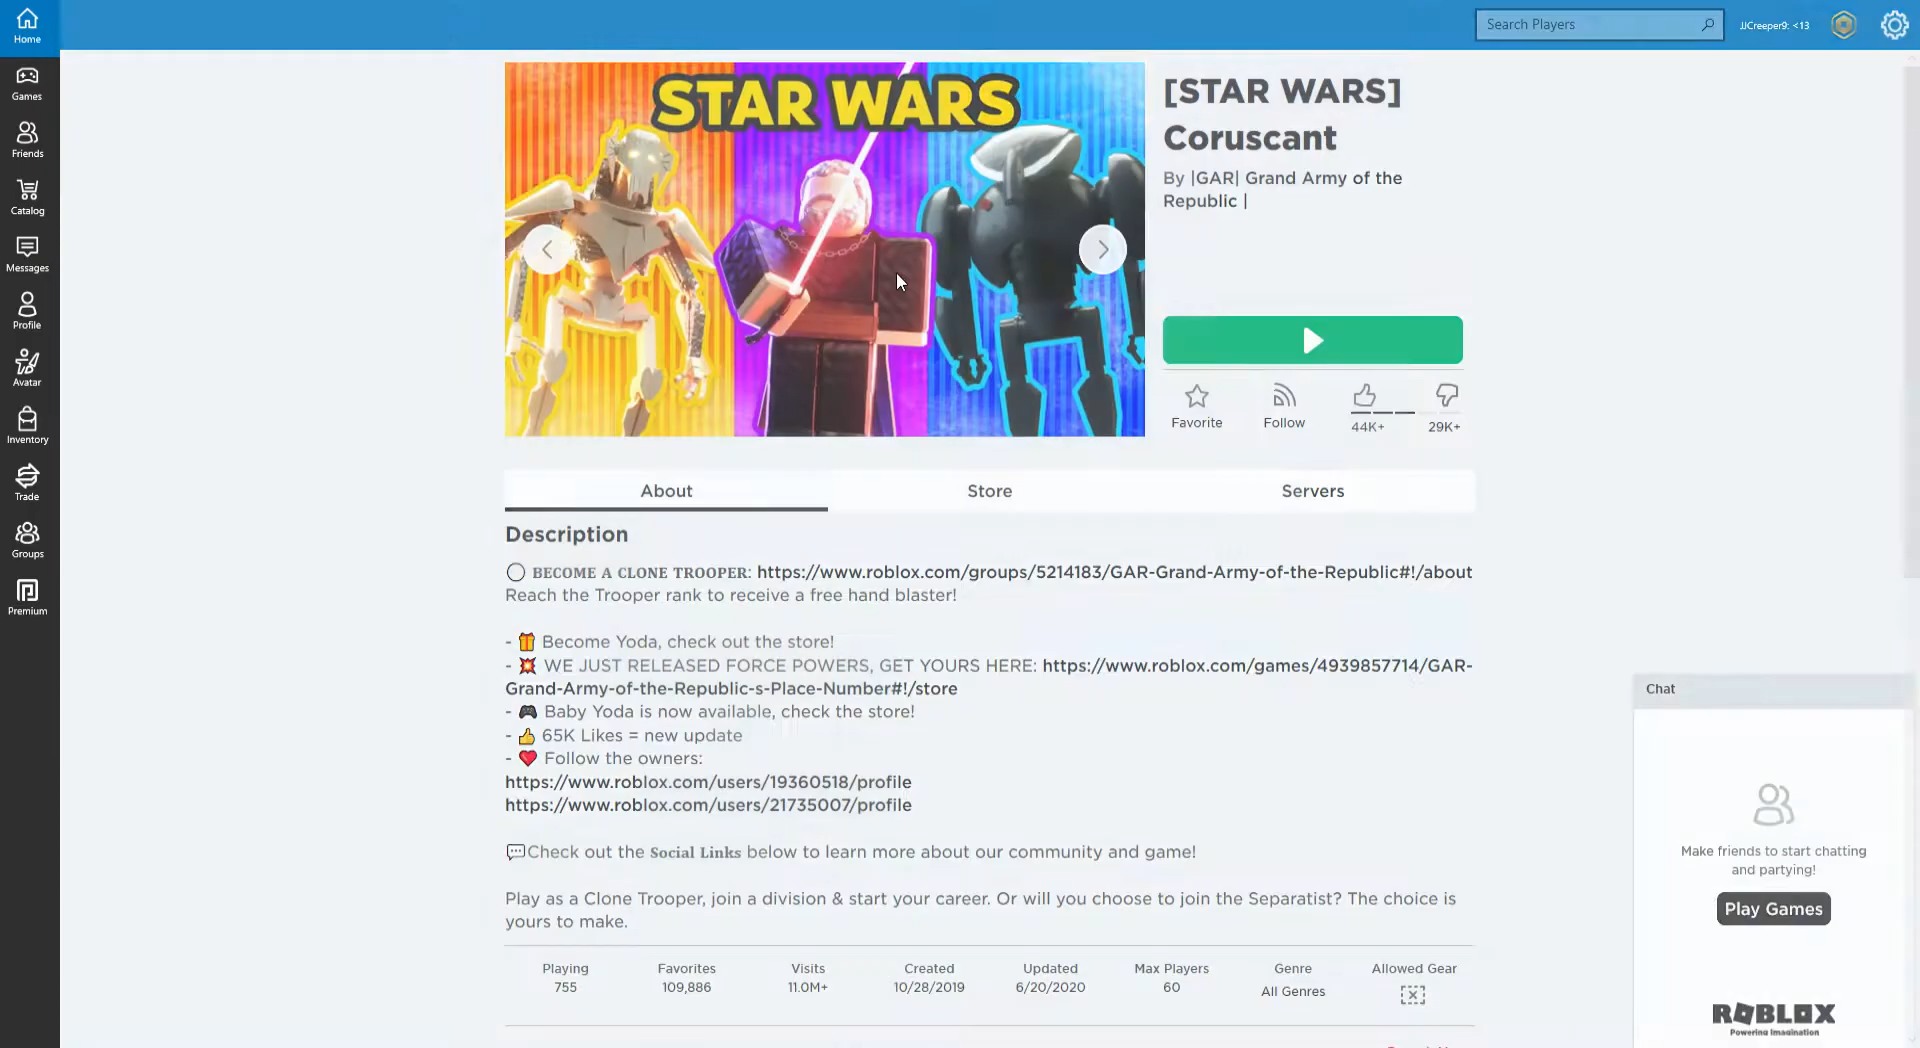 Home
Search Players
JJCreeper9: <13
Games
Friends
Catalog
Messages
Profile
Avatar
Inventory
Trade
Groups
Premium
STAR WARS
[STAR WARS]
Coruscant
By |GAR| Grand Army of the
Republic |
Favorite
Follow
44K+
29K+
About
Store
Servers
Description
BECOME A CLONE TROOPER: https://www.roblox.com/groups/5214183/GAR-Grand-Army-of-the-Republic#!/about
Reach the Trooper rank to receive a free hand blaster!
- 🎁 Become Yoda, check out the store!
- 💥 WE JUST RELEASED FORCE POWERS, GET YOURS HERE: https://www.roblox.com/games/4939857714/GAR-
Grand-Army-of-the-Republic-s-Place-Number#!/store
- 🎮 Baby Yoda is now available, check the store!
- 👍 65K Likes = new update
- ❤️ Follow the owners:
https://www.roblox.com/users/19360518/profile
https://www.roblox.com/users/21735007/profile
💬Check out the Social Links below to learn more about our community and game!
Play as a Clone Trooper, join a division & start your career. Or will you choose to join the Separatist? The choice is
yours to make.
Playing
755
Favorites
109,886
Visits
11.0M+
Created
10/28/2019
Updated
6/20/2020
Max Players
60
Genre
All Genres
Allowed Gear
Chat
Make friends to start chatting
and partying!
Play Games
ROBLOX
Powering Imagination